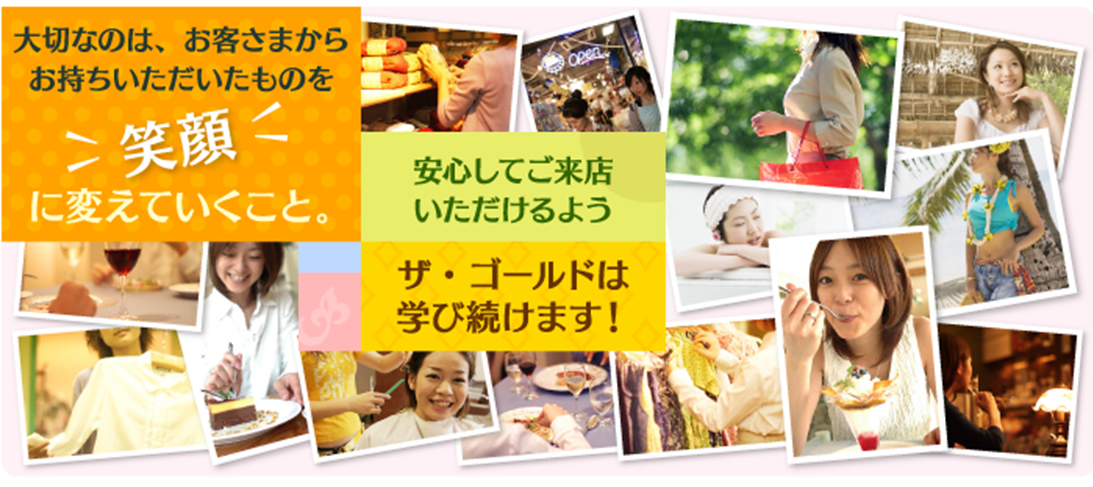 大切なのは、お客さまから
お持ちいただいたものを
笑顔
に変えていくこと。
Open
安心してご来店
いただけるよう
ザ・ゴールドは
学び続けます!